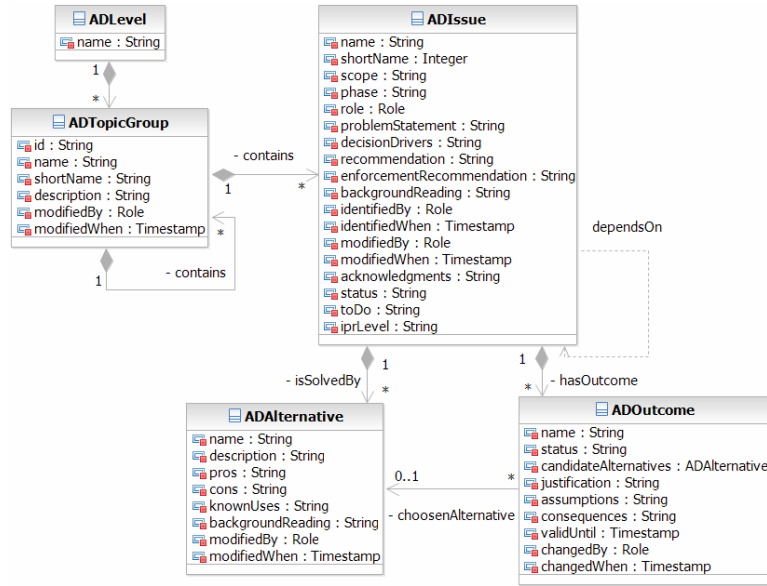 ADLevel
name : String
1
*
ADTopicGroup
id : String
name : String
shortName : String
description : String
modifiedBy : Role
modifiedWhen : Timestamp
- contains
1
*
*
1
- contains
ADIssue
name : String
shortName : Integer
scope : String
phase : String
role : Role
problemStatement : String
decisionDrivers : String
recommendation : String
enforcementRecommendation : String
backgroundReading : String
identifiedBy : Role
identifiedWhen : Timestamp
modifiedBy : Role
modifiedWhen : Timestamp
acknowledgments : String
status : String
toDo : String
iprLevel : String
dependsOn
1
- isSolvedBy
*
1
- hasOutcome
*
ADAlternative
name : String
description : String
pros : String
cons : String
knownUses : String
backgroundReading : String
modifiedBy : Role
modifiedWhen : Timestamp
0..1
*
- choosenAlternative
ADOutcome
name : String
status : String
candidateAlternatives : ADAlternative
justification : String
assumptions : String
consequences : String
validUntil : Timestamp
changedBy : Role
changedWhen : Timestamp